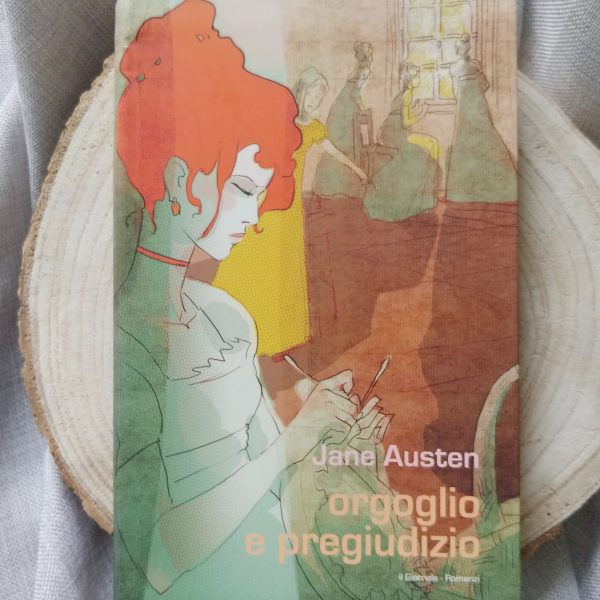 Jane Austen
orgoglio
e pregiudizio
il Giornale - Romanzi